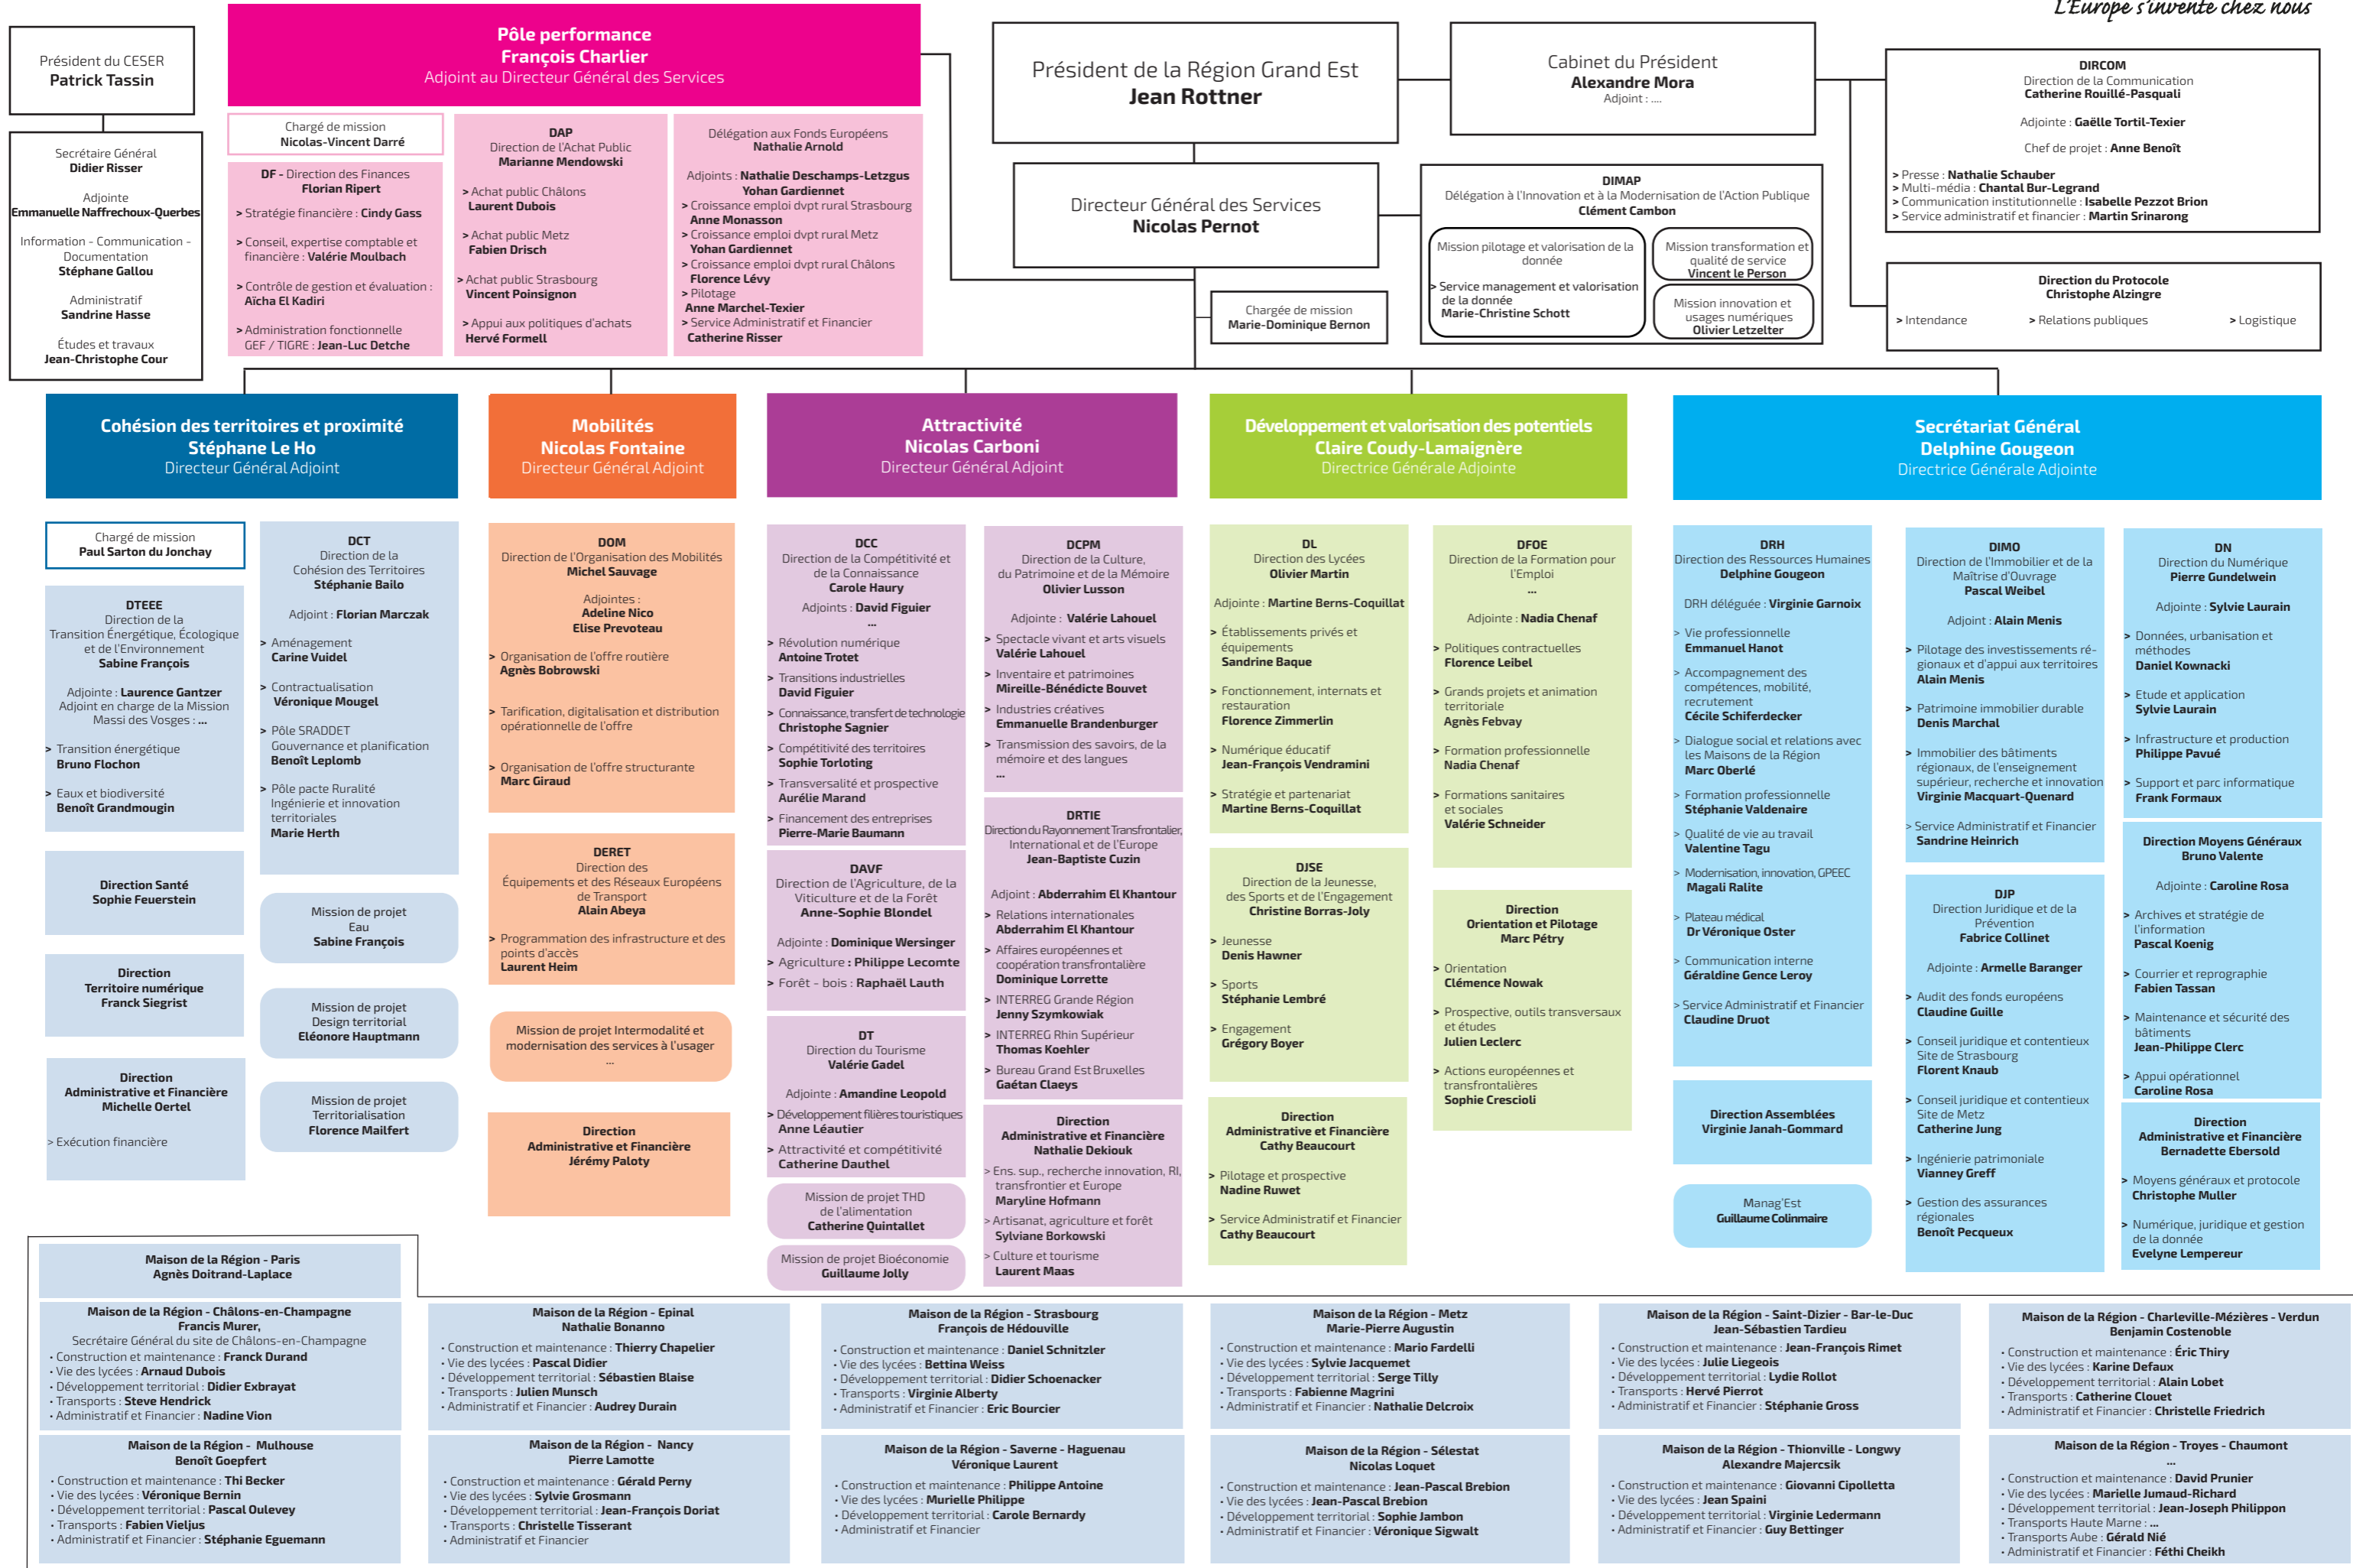 L'Europe s'invente chez nous
Président du CESER
Patrick Tassin
Secrétaire Général
Didier Risser
Adjointe
Emmanuelle Naffrechoux-Querbes
Information - Communication -
Documentation
Stéphane Gallou
Administratif
Sandrine Hasse
Études et travaux
Jean-Christophe Cour
Pôle performance
François Charlier
Adjoint au Directeur Général des Services
Chargé de mission
Nicolas-Vincent Darré
DF - Direction des Finances
Florian Ripert
> Stratégie financière : Cindy Gass
> Conseil, expertise comptable et
financière : Valérie Moulbach
> Contrôle de gestion et évaluation :
Aïcha El Kadiri
> Administration fonctionnelle
GEF / TIGRE : Jean-Luc Detche
DAP
Direction de l'Achat Public
Marianne Mendowski
> Achat public Châlons
Laurent Dubois
> Achat public Metz
Fabien Drisch
> Achat public Strasbourg
Vincent Poinsignon
> Appui aux politiques d'achats
Hervé Formell
Délégation aux Fonds Européens
Nathalie Arnold
Adjoints : Nathalie Deschamps-Letzgus
Yohan Gardiennet
> Croissance emploi dvpt rural Strasbourg
Anne Monasson
> Croissance emploi dvpt rural Metz
Yohan Gardiennet
> Croissance emploi dvpt rural Châlons
Florence Lévy
> Pilotage
Anne Marchel-Texier
> Service Administratif et Financier
Catherine Risser
Président de la Région Grand Est
Jean Rottner
Directeur Général des Services
Nicolas Pernot
Chargée de mission
Marie-Dominique Bernon
Cabinet du Président
Alexandre Mora
Adjoint : ....
DIMAP
Délégation à l'Innovation et à la Modernisation de l'Action Publique
Clément Cambon
Mission pilotage et valorisation de la
donnée
> Service management et valorisation
de la donnée
Marie-Christine Schott
Mission transformation et
qualité de service
Vincent le Person
Mission innovation et
usages numériques
Olivier Letzelter
DIRCOM
Direction de la Communication
Catherine Rouillé-Pasquali
Adjointe : Gaëlle Tortil-Texier
Chef de projet : Anne Benoît
> Presse : Nathalie Schauber
> Multi-média : Chantal Bur-Legrand
> Communication institutionnelle : Isabelle Pezzot Brion
> Service administratif et financier : Martin Srinarong
Direction du Protocole
Christophe Alzingre
> Intendance > Relations publiques > Logistique
Cohésion des territoires et proximité
Stéphane Le Ho
Directeur Général Adjoint
Chargé de mission
Paul Sarton du Jonchay
DTEEE
Direction de la
Transition Énergétique, Écologique
et de l'Environnement
Sabine François
Adjointe : Laurence Gantzer
Adjoint en charge de la Mission
Massi des Vosges : ...
> Transition énergétique
Bruno Flochon
> Eaux et biodiversité
Benoît Grandmougin
Direction Santé
Sophie Feuerstein
Direction
Territoire numérique
Franck Siegrist
Direction
Administrative et Financière
Michelle Oertel
> Exécution financière
DCT
Direction de la
Cohésion des Territoires
Stéphanie Bailo
Adjoint : Florian Marczak
> Aménagement
Carine Vuidel
> Contractualisation
Véronique Mougel
> Pôle SRADDET
Gouvernance et planification
Benoît Leplomb
> Pôle pacte Ruralité
Ingénierie et innovation
territoriales
Marie Herth
Mission de projet
Eau
Sabine François
Mission de projet
Design territorial
Eléonore Hauptmann
Mission de projet
Territorialisation
Florence Mailfert
Mobilités
Nicolas Fontaine
Directeur Général Adjoint
DOM
Direction de l'Organisation des Mobilités
Michel Sauvage
Adjointes :
Adeline Nico
Elise Prevoteau
> Organisation de l'offre routière
Agnès Bobrowski
> Tarification, digitalisation et distribution
opérationnelle de l'offre
> Organisation de l'offre structurante
Marc Giraud
DERET
Direction des
Équipements et des Réseaux Européens
de Transport
Alain Abeya
> Programmation des infrastructure et des
points d'accès
Laurent Heim
Mission de projet Intermodalité et
modernisation des services à l'usager
...
Direction
Administrative et Financière
Jérémy Paloty
Attractivité
Nicolas Carboni
Directeur Général Adjoint
DCC
Direction de la Compétitivité et
de la Connaissance
Carole Haury
Adjoints : David Figuier
...
> Révolution numérique
Antoine Trotet
> Transitions industrielles
David Figuier
> Connaissance, transfert de technologie
Christophe Sagnier
> Compétitivité des territoires
Sophie Torloting
> Transversalité et prospective
Aurélie Marand
> Financement des entreprises
Pierre-Marie Baumann
DAVF
Direction de l'Agriculture, de la
Viticulture et de la Forêt
Anne-Sophie Blondel
Adjointe : Dominique Wersinger
> Agriculture : Philippe Lecomte
> Forêt - bois : Raphaël Lauth
DT
Direction du Tourisme
Valérie Gadel
Adjointe : Amandine Leopold
> Développement filières touristiques
Anne Léautier
> Attractivité et compétitivité
Catherine Dauthel
Mission de projet THD
de l'alimentation
Catherine Quintallet
Mission de projet Bioéconomie
Guillaume Jolly
DCPM
Direction de la Culture,
du Patrimoine et de la Mémoire
Olivier Lusson
Adjointe : Valérie Lahouel
> Spectacle vivant et arts visuels
Valérie Lahouel
> Inventaire et patrimoines
Mireille-Bénédicte Bouvet
> Industries créatives
Emmanuelle Brandenburger
> Transmission des savoirs, de la
mémoire et des langues
...
DRTIE
Direction du Rayonnement Transfrontalier,
International et de l'Europe
Jean-Baptiste Cuzin
Adjoint : Abderrahim El Khantour
> Relations internationales
Abderrahim El Khantour
> Affaires européennes et
coopération transfrontalière
Dominique Lorrette
> INTERREG Grande Région
Jenny Szymkowiak
> INTERREG Rhin Supérieur
Thomas Koehler
> Bureau Grand Est Bruxelles
Gaétan Claeys
Direction
Administrative et Financière
Nathalie Dekiouk
> Ens. sup., recherche innovation, RI,
transfrontier et Europe
Maryline Hofmann
> Artisanat, agriculture et forêt
Sylviane Borkowski
> Culture et tourisme
Laurent Maas
Développement et valorisation des potentiels
Claire Coudy-Lamaignère
Directrice Générale Adjointe
DL
Direction des Lycées
Olivier Martin
Adjointe : Martine Berns-Coquillat
> Établissements privés et
équipements
Sandrine Baque
> Fonctionnement, internats et
restauration
Florence Zimmerlin
> Numérique éducatif
Jean-François Vendramini
> Stratégie et partenariat
Martine Berns-Coquillat
DJSE
Direction de la Jeunesse,
des Sports et de l'Engagement
Christine Borras-Joly
> Jeunesse
Denis Hawner
> Sports
Stéphanie Lembré
> Engagement
Grégory Boyer
Direction
Administrative et Financière
Cathy Beaucourt
> Pilotage et prospective
Nadine Ruwet
> Service Administratif et Financier
Cathy Beaucourt
DFOE
Direction de la Formation pour
l'Emploi
...
Adjointe : Nadia Chenaf
> Politiques contractuelles
Florence Leibel
> Grands projets et animation
territoriale
Agnès Febvay
> Formation professionnelle
Nadia Chenaf
> Formations sanitaires
et sociales
Valérie Schneider
Direction
Orientation et Pilotage
Marc Pétry
> Orientation
Clémence Nowak
> Prospective, outils transversaux
et études
Julien Leclerc
> Actions européennes et
transfrontalières
Sophie Crescioli
Secrétariat Général
Delphine Gougeon
Directrice Générale Adjointe
DRH
Direction des Ressources Humaines
Delphine Gougeon
DRH déléguée : Virginie Garnoix
> Vie professionnelle
Emmanuel Hanot
> Accompagnement des
compétences, mobilité,
recrutement
Cécile Schiferdecker
> Dialogue social et relations avec
les Maisons de la Région
Marc Oberlé
> Formation professionnelle
Stéphanie Valdenaire
> Qualité de vie au travail
Valentine Tagu
> Modernisation, innovation, GPEEC
Magali Ralite
> Plateau médical
Dr Véronique Oster
> Communication interne
Géraldine Gence Leroy
> Service Administratif et Financier
Claudine Druot
Direction Assemblées
Virginie Janah-Gommard
Manag'Est
Guillaume Colinmaire
DIMO
Direction de l'Immobilier et de la
Maîtrise d'Ouvrage
Pascal Weibel
Adjoint : Alain Menis
> Pilotage des investissements ré-
gionaux et d'appui aux territoires
Alain Menis
> Patrimoine immobilier durable
Denis Marchal
> Immobilier des bâtiments
régionaux, de l'enseignement
supérieur, recherche et innovation
Virginie Macquart-Quenard
> Service Administratif et Financier
Sandrine Heinrich
DJP
Direction Juridique et de la
Prévention
Fabrice Collinet
Adjointe : Armelle Baranger
> Audit des fonds européens
Claudine Guille
> Conseil juridique et contentieux
Site de Strasbourg
Florent Knaub
> Conseil juridique et contentieux
Site de Metz
Catherine Jung
> Ingénierie patrimoniale
Vianney Greff
> Gestion des assurances
régionales
Benoît Pecqueux
DN
Direction du Numérique
Pierre Gundelwein
Adjointe : Sylvie Laurain
> Données, urbanisation et
méthodes
Daniel Kownacki
> Etude et application
Sylvie Laurain
> Infrastructure et production
Philippe Pavué
> Support et parc informatique
Frank Formaux
Direction Moyens Généraux
Bruno Valente
Adjointe : Caroline Rosa
> Archives et stratégie de
l'information
Pascal Koenig
> Courrier et reprographie
Fabien Tassan
> Maintenance et sécurité des
bâtiments
Jean-Philippe Clerc
> Appui opérationnel
Caroline Rosa
Direction
Administrative et Financière
Bernadette Ebersold
> Moyens généraux et protocole
Christophe Muller
> Numérique, juridique et gestion
de la donnée
Evelyne Lempereur
Maison de la Région - Paris
Agnès Doitrand-Laplace
Maison de la Région - Châlons-en-Champagne
Francis Murer,
Secrétaire Général du site de Châlons-en-Champagne
• Construction et maintenance : Franck Durand
• Vie des lycées : Arnaud Dubois
• Développement territorial : Didier Exbrayat
• Transports : Steve Hendrick
• Administratif et Financier : Nadine Vion
Maison de la Région - Epinal
Nathalie Bonanno
• Construction et maintenance : Thierry Chapelier
• Vie des lycées : Pascal Didier
• Développement territorial : Sébastien Blaise
• Transports : Julien Munsch
• Administratif et Financier : Audrey Durain
Maison de la Région - Strasbourg
François de Hédouville
• Construction et maintenance : Daniel Schnitzler
• Vie des lycées : Bettina Weiss
• Développement territorial : Didier Schoenacker
• Transports : Virginie Alberty
• Administratif et Financier : Eric Bourcier
Maison de la Région - Metz
Marie-Pierre Augustin
• Construction et maintenance : Mario Fardelli
• Vie des lycées : Sylvie Jacquemet
• Développement territorial : Serge Tilly
• Transports : Fabienne Magrini
• Administratif et Financier : Nathalie Delcroix
Maison de la Région - Saint-Dizier - Bar-le-Duc
Jean-Sébastien Tardieu
• Construction et maintenance : Jean-François Rimet
• Vie des lycées : Julie Liegeois
• Développement territorial : Lydie Rollot
• Transports : Hervé Pierrot
• Administratif et Financier : Stéphanie Gross
Maison de la Région - Charleville-Mézières - Verdun
Benjamin Costenoble
• Construction et maintenance : Éric Thiry
• Vie des lycées : Karine Defaux
• Développement territorial : Alain Lobet
• Transports : Catherine Clouet
• Administratif et Financier : Christelle Friedrich
Maison de la Région - Mulhouse
Benoît Goepfert
• Construction et maintenance : Thi Becker
• Vie des lycées : Véronique Bernin
• Développement territorial : Pascal Oulevey
• Transports : Fabien Vieljus
• Administratif et Financier : Stéphanie Eguemann
Maison de la Région - Nancy
Pierre Lamotte
• Construction et maintenance : Gérald Perny
• Vie des lycées : Sylvie Grosmann
• Développement territorial : Jean-François Doriat
• Transports : Christelle Tisserant
• Administratif et Financier
Maison de la Région - Saverne - Haguenau
Véronique Laurent
• Construction et maintenance : Philippe Antoine
• Vie des lycées : Murielle Philippe
• Développement territorial : Carole Bernardy
• Administratif et Financier
Maison de la Région - Sélestat
Nicolas Loquet
• Construction et maintenance : Jean-Pascal Brebion
• Vie des lycées : Jean-Pascal Brebion
• Développement territorial : Sophie Jambon
• Administratif et Financier : Véronique Sigwalt
Maison de la Région - Thionville - Longwy
Alexandre Majercsik
• Construction et maintenance : Giovanni Cipolletta
• Vie des lycées : Jean Spaini
• Développement territorial : Virginie Ledermann
• Administratif et Financier : Guy Bettinger
Maison de la Région - Troyes - Chaumont
...
• Construction et maintenance : David Prunier
• Vie des lycées : Marielle Jumaud-Richard
• Développement territorial : Jean-Joseph Philippon
• Transports Haute Marne : ...
• Transports Aube : Gérald Nié
• Administratif et Financier : Féthi Cheikh